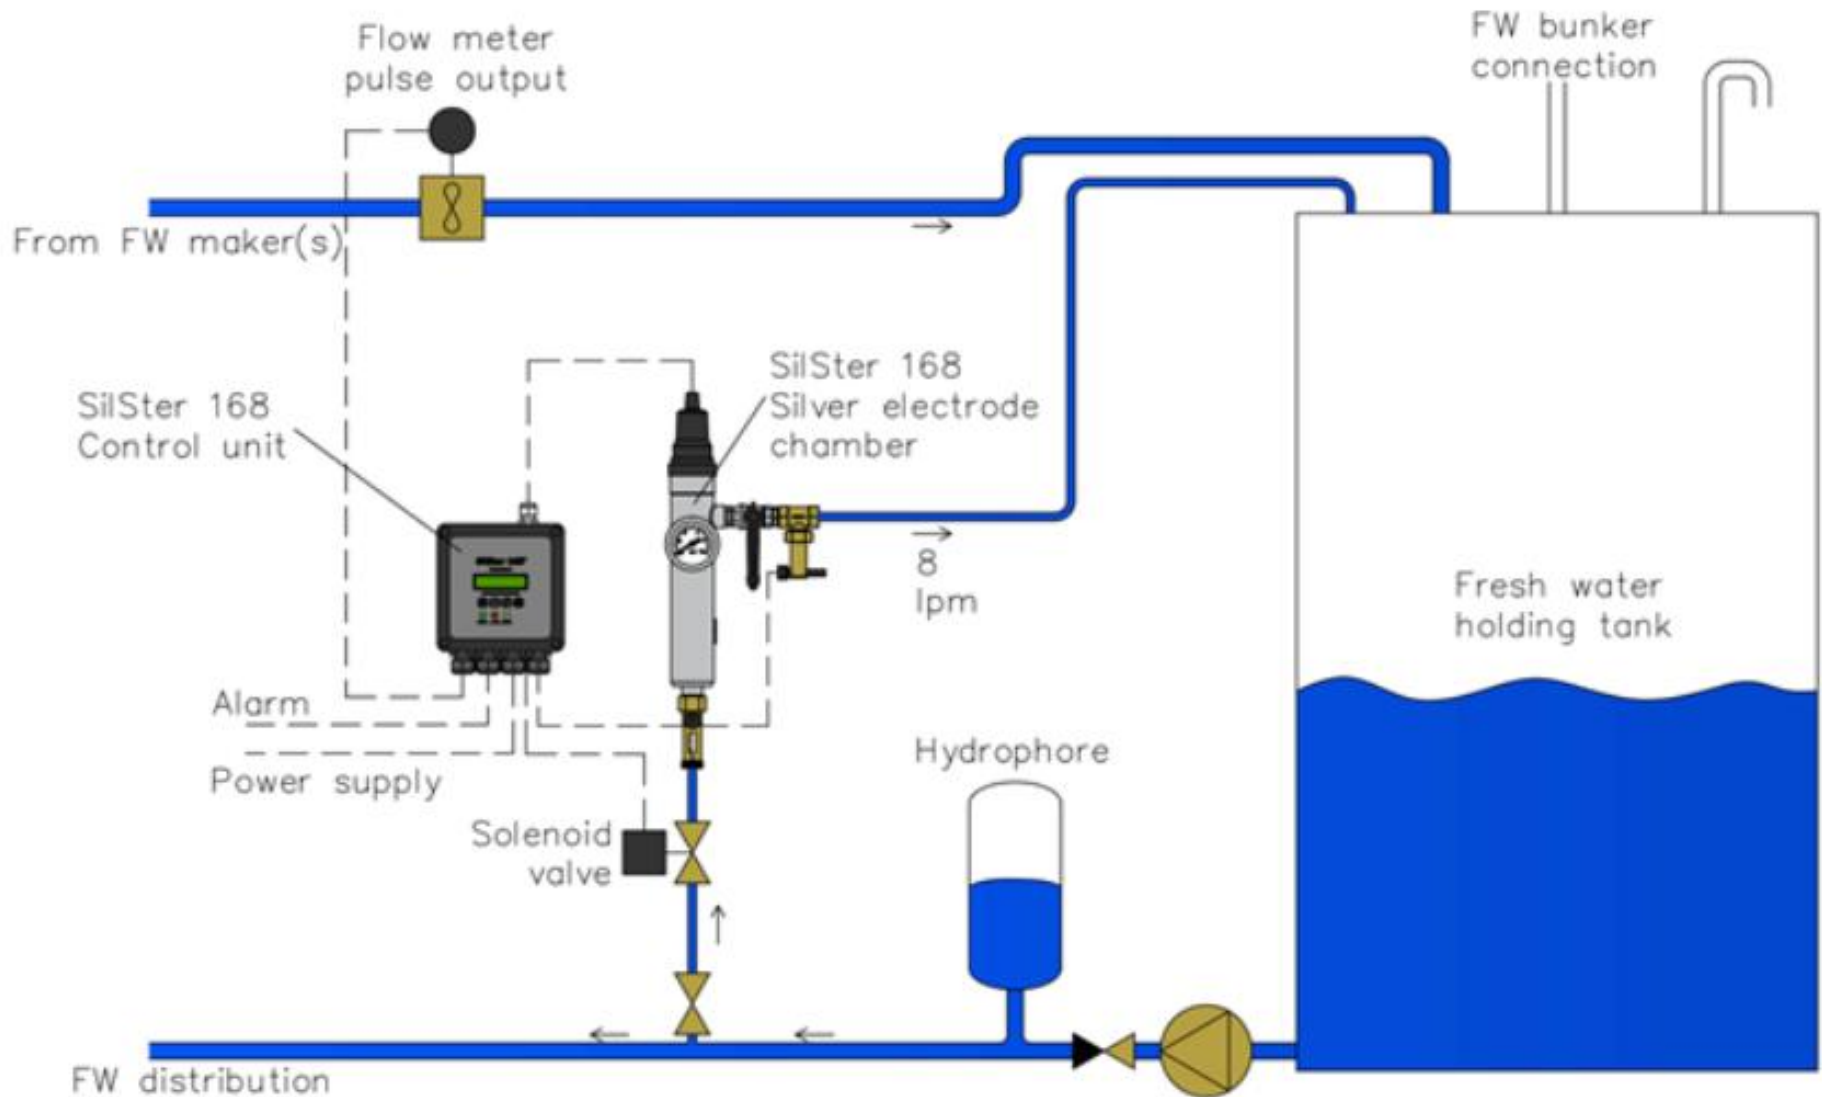 Flow meter
pulse output
FW bunker
connection
From FW maker(s)
SilSter 168
Silver electrode
chamber
SilSter 168
Control unit
8
lpm
Fresh water
holding tank
Alarm
Power supply
Hydrophore
Solenoid
valve
FW distribution